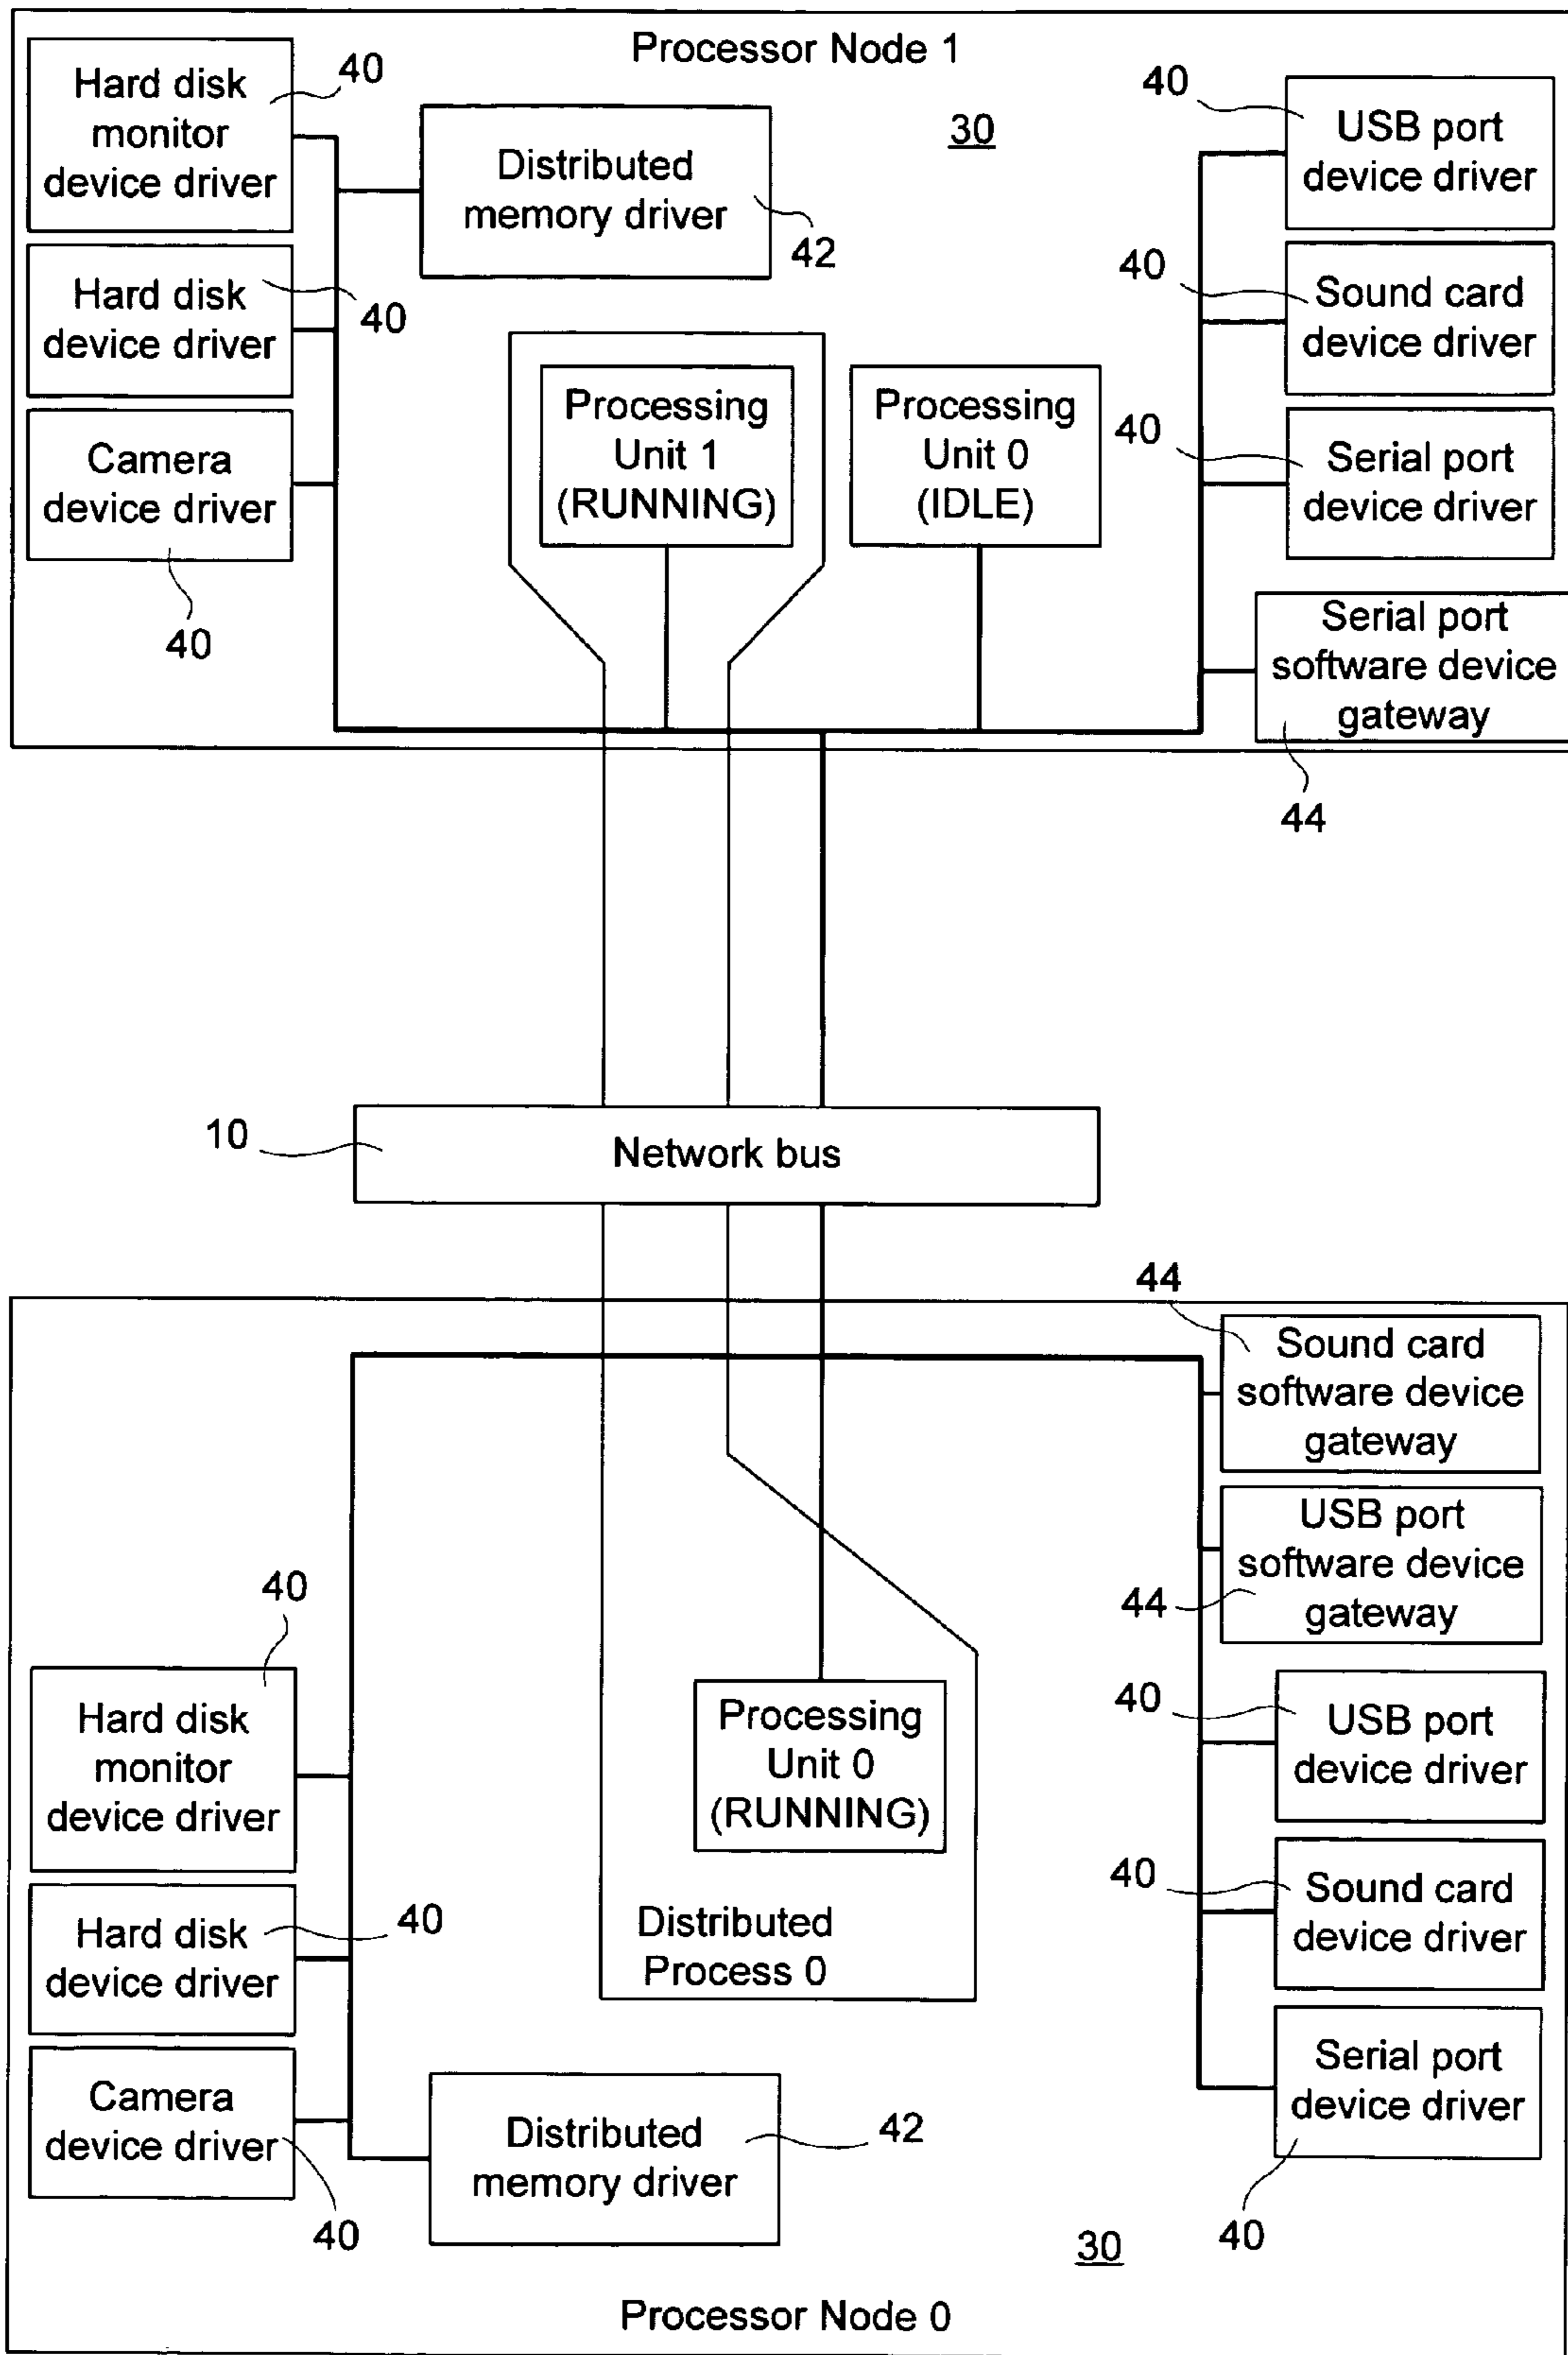 Processor Node 1
30
Hard disk
monitor
device driver
40
Distributed
memory driver
42
40
USB port
device driver
Hard disk
device driver
40
40
Sound card
device driver
Processing
Unit 1
(RUNNING)
Processing
Unit 0
(IDLE)
Camera
device driver
40
40
Serial port
device driver
Serial port
software device
gateway
44
10
Network bus
44
Sound card
software device
gateway
USB port
software device
gateway
44
40
Hard disk
monitor
device driver
Processing
Unit 0
(RUNNING)
40
USB port
device driver
Hard disk
device driver
40
Distributed
Process 0
40
Sound card
device driver
Camera
device driver
40
Distributed
memory driver
42
Serial port
device driver
40
30
Processor Node 0